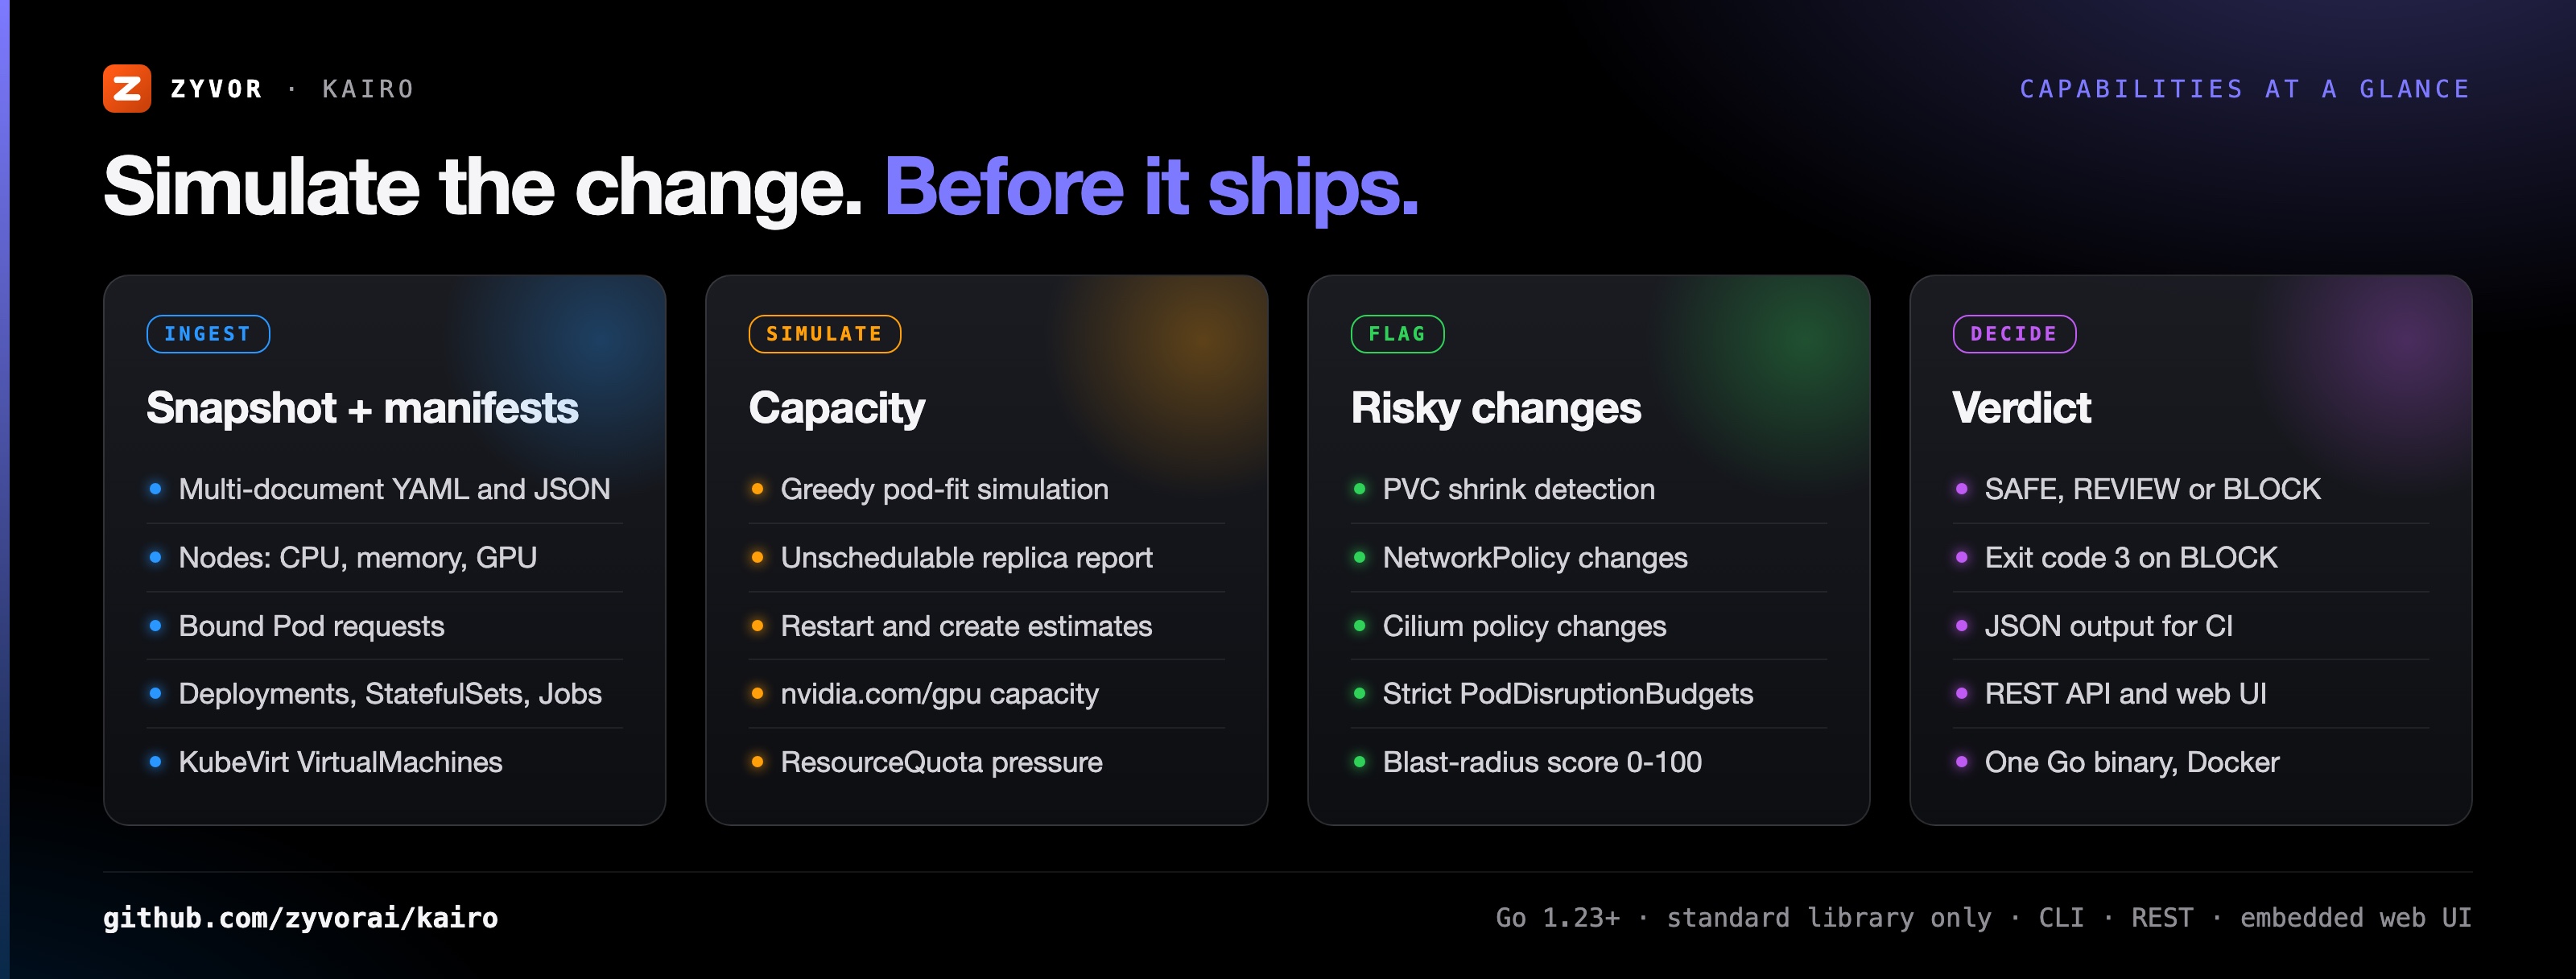 Z ZYVOR · KAIRO
CAPABILITIES AT A GLANCE
Simulate the change. Before it ships.
INGEST
Snapshot + manifests
Multi-document YAML and JSON
Nodes: CPU, memory, GPU
Bound Pod requests
Deployments, StatefulSets, Jobs
KubeVirt VirtualMachines
SIMULATE
Capacity
Greedy pod-fit simulation
Unschedulable replica report
Restart and create estimates
nvidia.com/gpu capacity
ResourceQuota pressure
FLAG
Risky changes
PVC shrink detection
NetworkPolicy changes
Cilium policy changes
Strict PodDisruptionBudgets
Blast-radius score 0-100
DECIDE
Verdict
SAFE, REVIEW or BLOCK
Exit code 3 on BLOCK
JSON output for CI
REST API and web UI
One Go binary, Docker
github.com/zyvorai/kairo
Go 1.23+ · standard library only · CLI · REST · embedded web UI